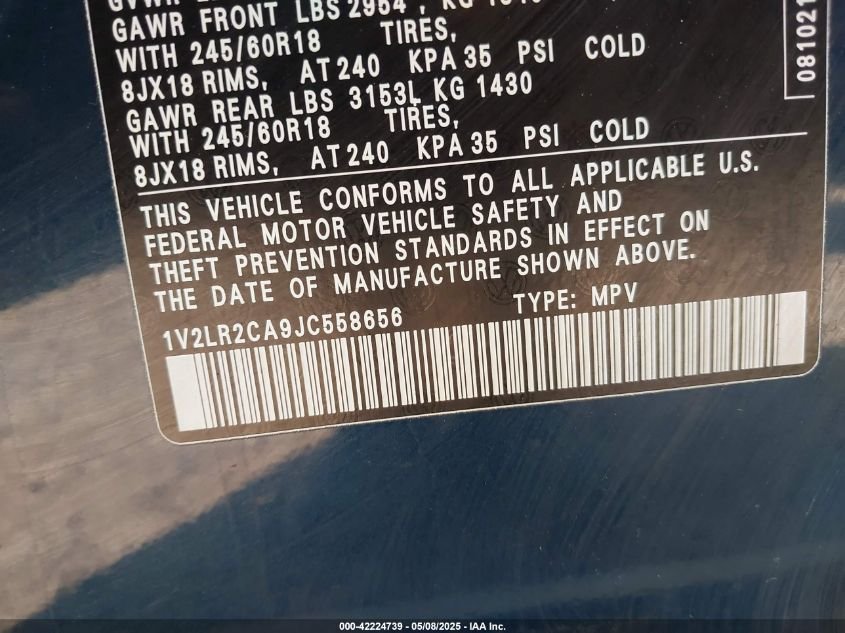 GAWR FRONT LBS 2954 , KG
WITH 245/60R18 TIRES,
8JX18 RIMS, AT 240 KPA 35 PSI COLD
GAWR REAR LBS 3153L KG 1430
WITH 245/60R18 TIRES,
8JX18 RIMS, AT 240 KPA 35 PSI COLD
THIS VEHICLE CONFORMS TO ALL APPLICABLE U.S.
FEDERAL MOTOR VEHICLE SAFETY AND
THEFT PREVENTION STANDARDS IN EFFECT ON
THE DATE OF MANUFACTURE SHOWN ABOVE.
1V2LR2CA9JC558656 TYPE: MPV
081021
000-42224739 - 05/08/2025 - IAA Inc.